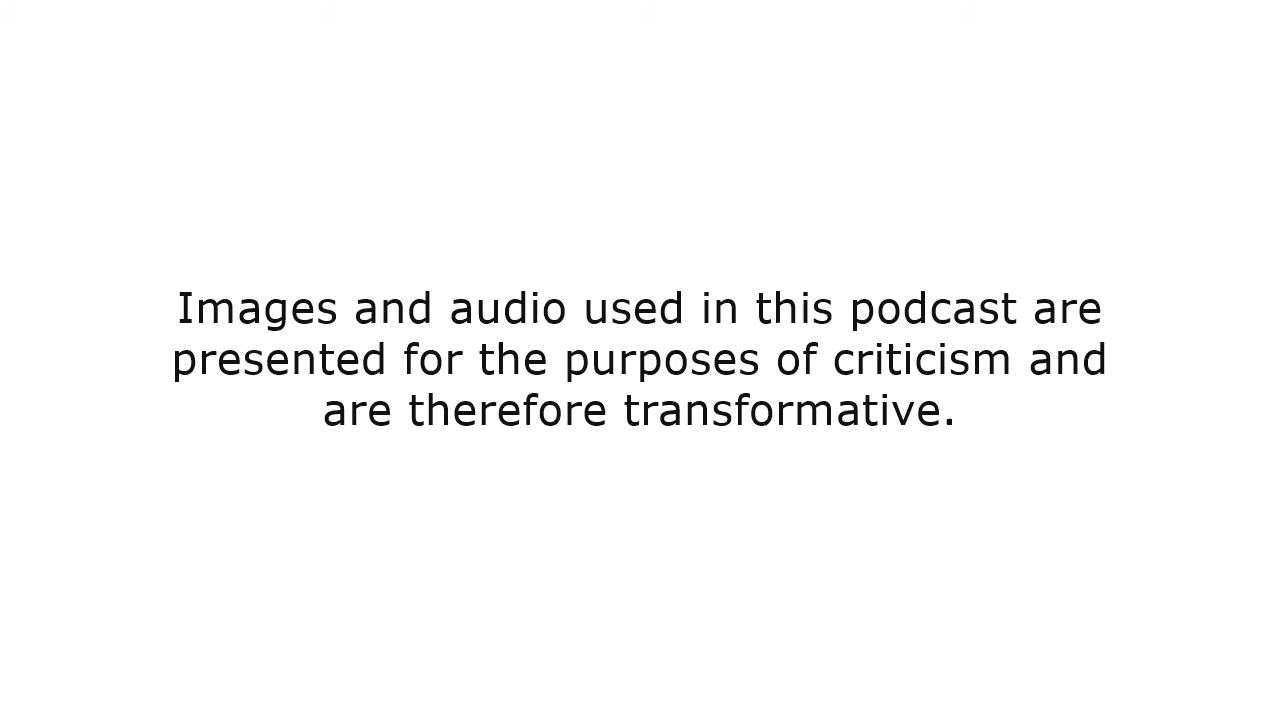 Images and audio used in this podcast are
presented for the purposes of criticism and
are therefore transformative.